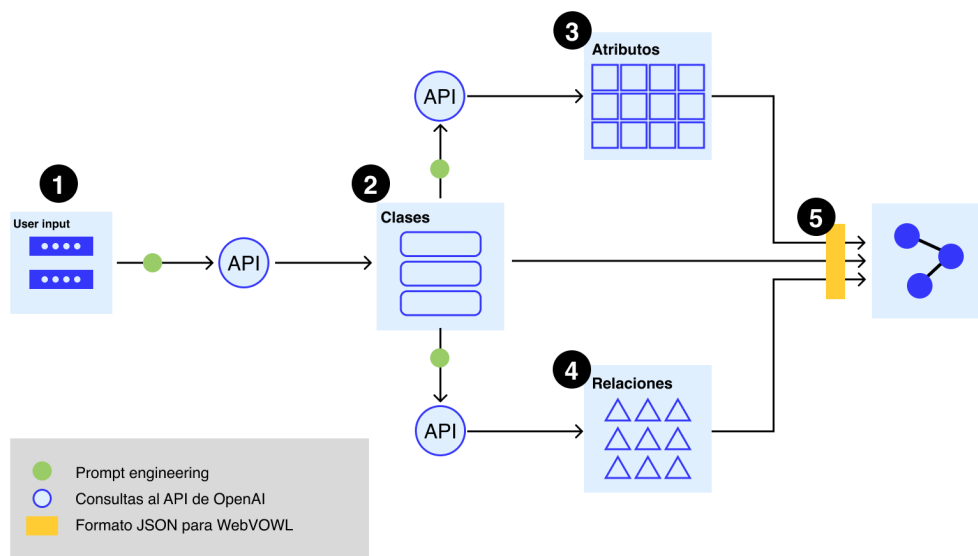 1
User input
API
2
Clases
API
3
Atributos
API
4
Relaciones
5
Prompt engineering
Consultas al API de OpenAI
Formato JSON para WebVOWL